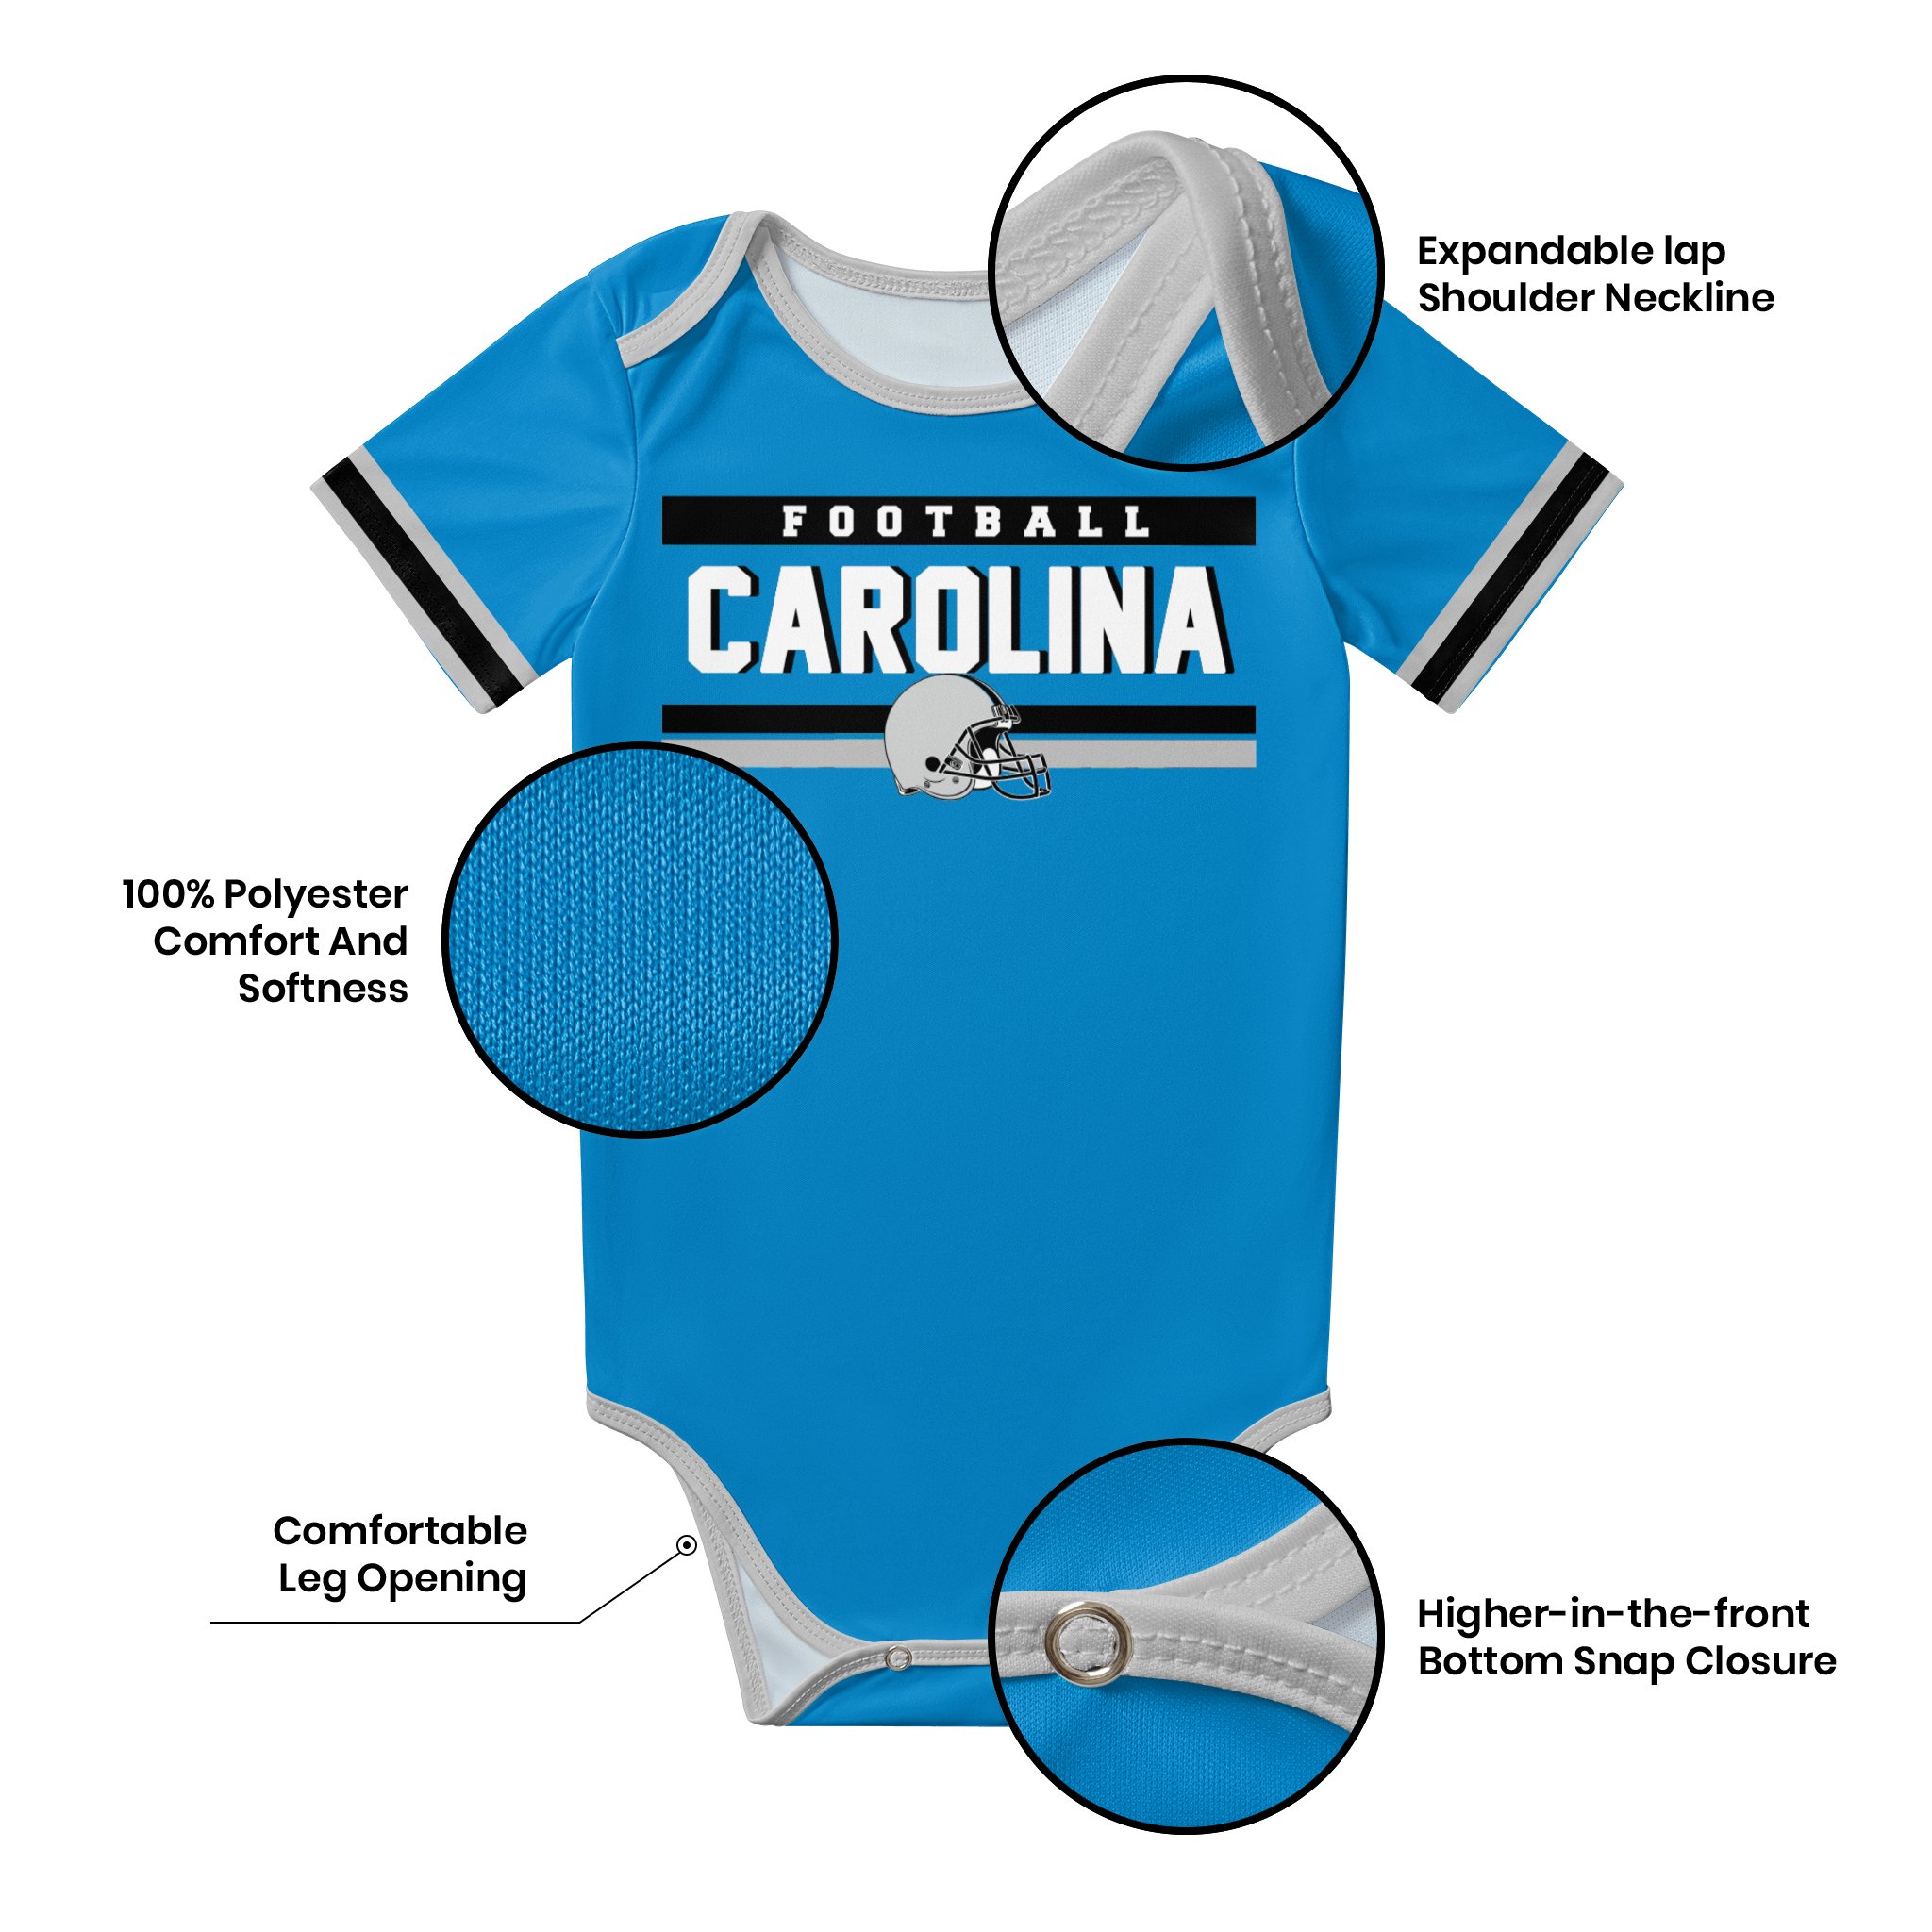 Expandable lap
Shoulder Neckline
FOOTBALL
CAROLINA
100% Polyester
Comfort And
Softness
Comfortable
Leg Opening
Higher-in-the-front
Bottom Snap Closure